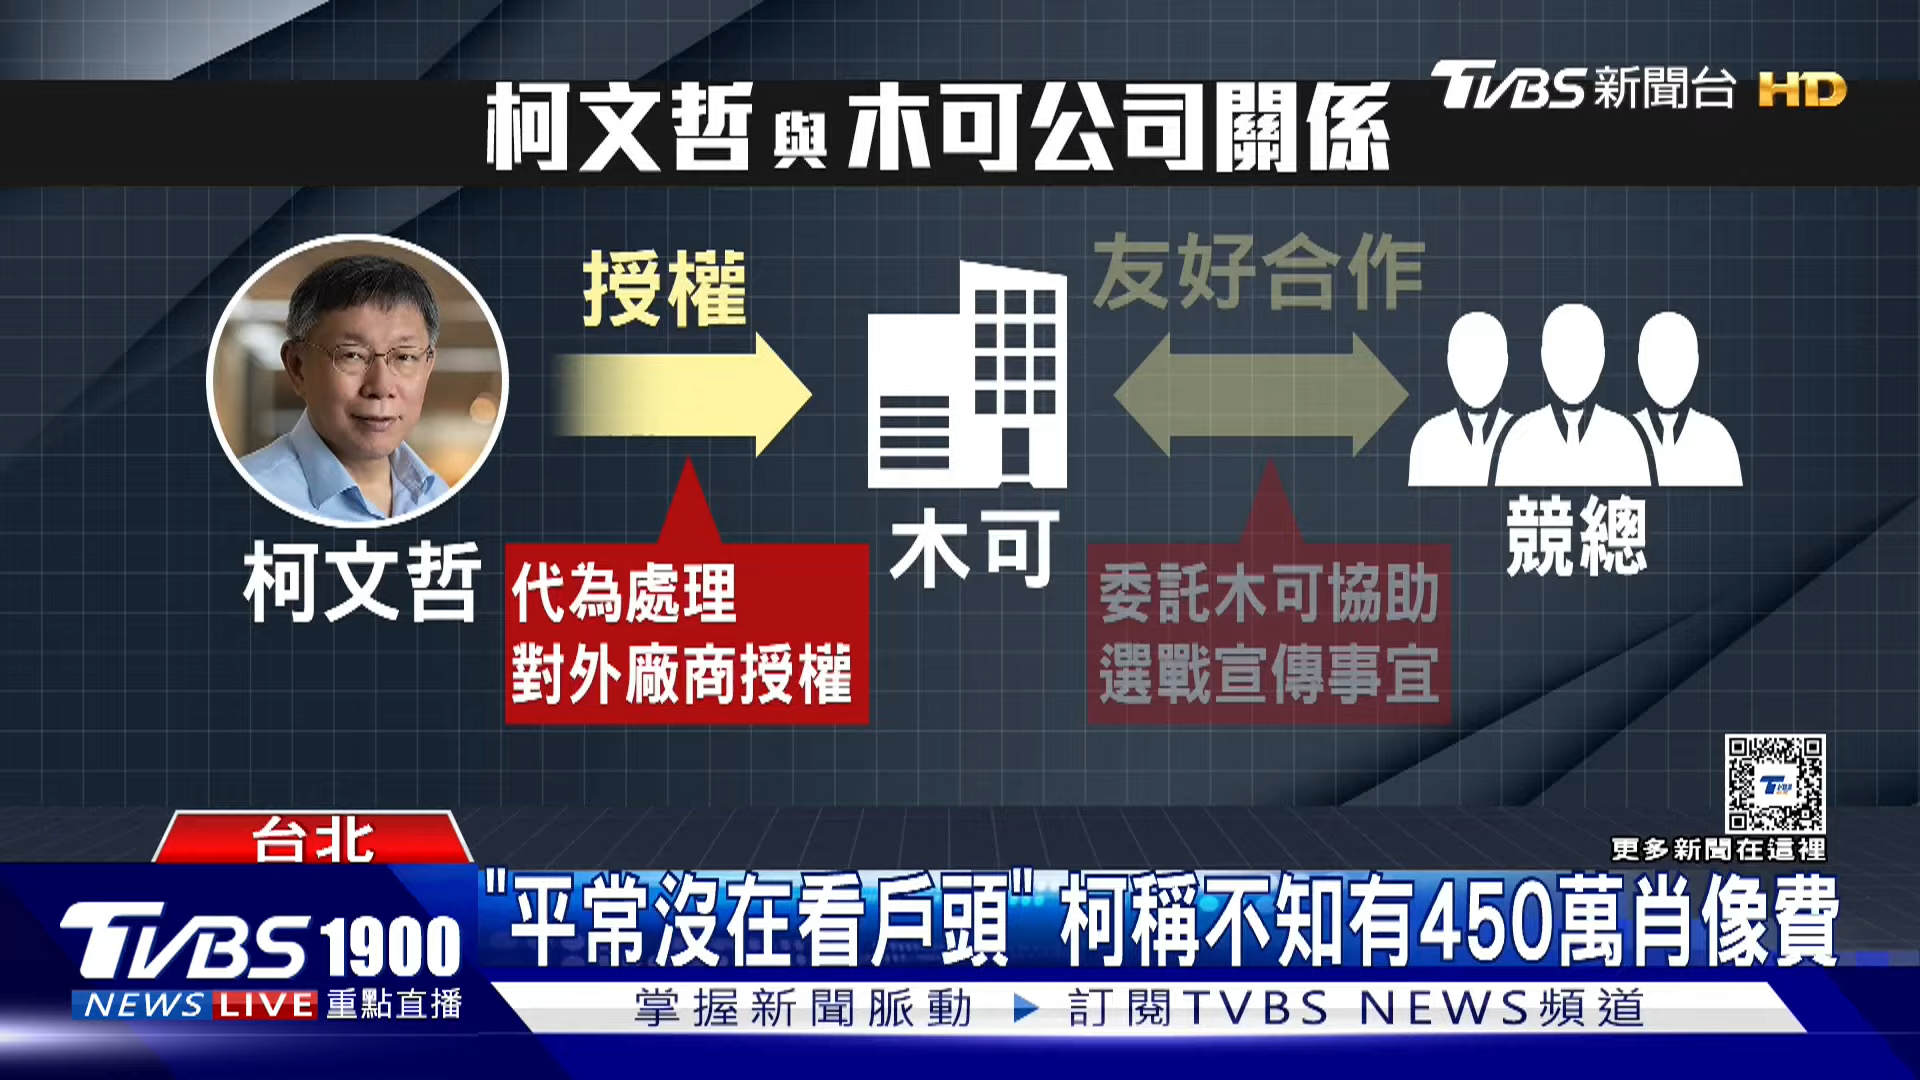 柯文哲與木可公司關係
TVBS新聞台 HD
授權
友好合作
柯文哲
木可
競總
代為處理
對外廠商授權
委託木可協助
選戰宣傳事宜
TVBS
更多新聞在這裡
台北
"平常沒在看戶頭" 柯稱不知有450萬肖像費
TVBS 1900
NEWS LIVE 重點直播
掌握新聞脈動 ▶ 訂閱TVBS NEWS頻道